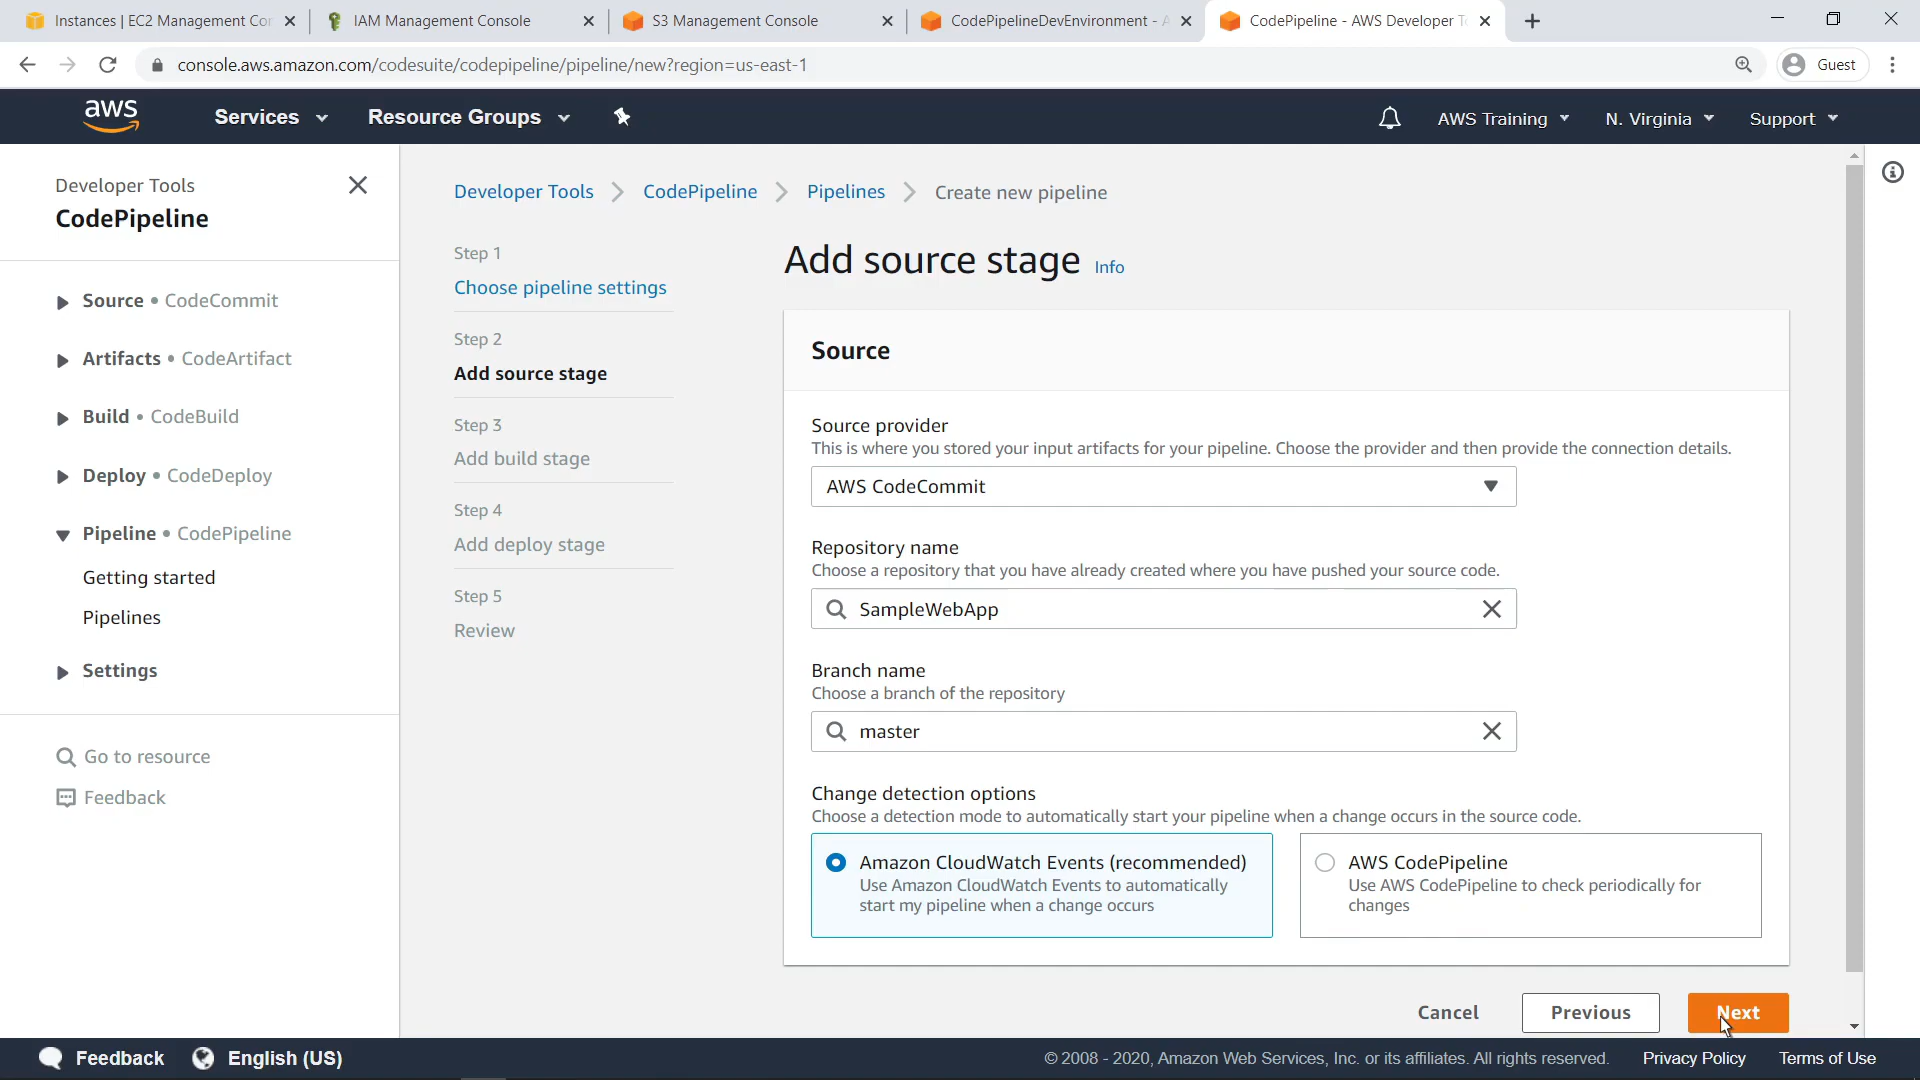 Instances | EC2 Management Con
IAM Management Console
S3 Management Console
CodePipelineDevEnvironment - A
CodePipeline - AWS Developer To
console.aws.amazon.com/codesuite/codepipeline/pipeline/new?region=us-east-1
Guest
aws
Services
Resource Groups
AWS Training
N. Virginia
Support
Developer Tools
CodePipeline
Source • CodeCommit
Artifacts • CodeArtifact
Build • CodeBuild
Deploy • CodeDeploy
Pipeline • CodePipeline
Getting started
Pipelines
Settings
Go to resource
Feedback
Developer Tools
CodePipeline
Pipelines
Create new pipeline
Step 1
Choose pipeline settings
Step 2
Add source stage
Step 3
Add build stage
Step 4
Add deploy stage
Step 5
Review
Add source stage Info
Source
Source provider
This is where you stored your input artifacts for your pipeline. Choose the provider and then provide the connection details.
AWS CodeCommit
Repository name
Choose a repository that you have already created where you have pushed your source code.
SampleWebApp
Branch name
Choose a branch of the repository
master
Change detection options
Choose a detection mode to automatically start your pipeline when a change occurs in the source code.
Amazon CloudWatch Events (recommended)
Use Amazon CloudWatch Events to automatically
start my pipeline when a change occurs
AWS CodePipeline
Use AWS CodePipeline to check periodically for
changes
Cancel
Previous
Next
Feedback
English (US)
© 2008 - 2020, Amazon Web Services, Inc. or its affiliates. All rights reserved.
Privacy Policy
Terms of Use